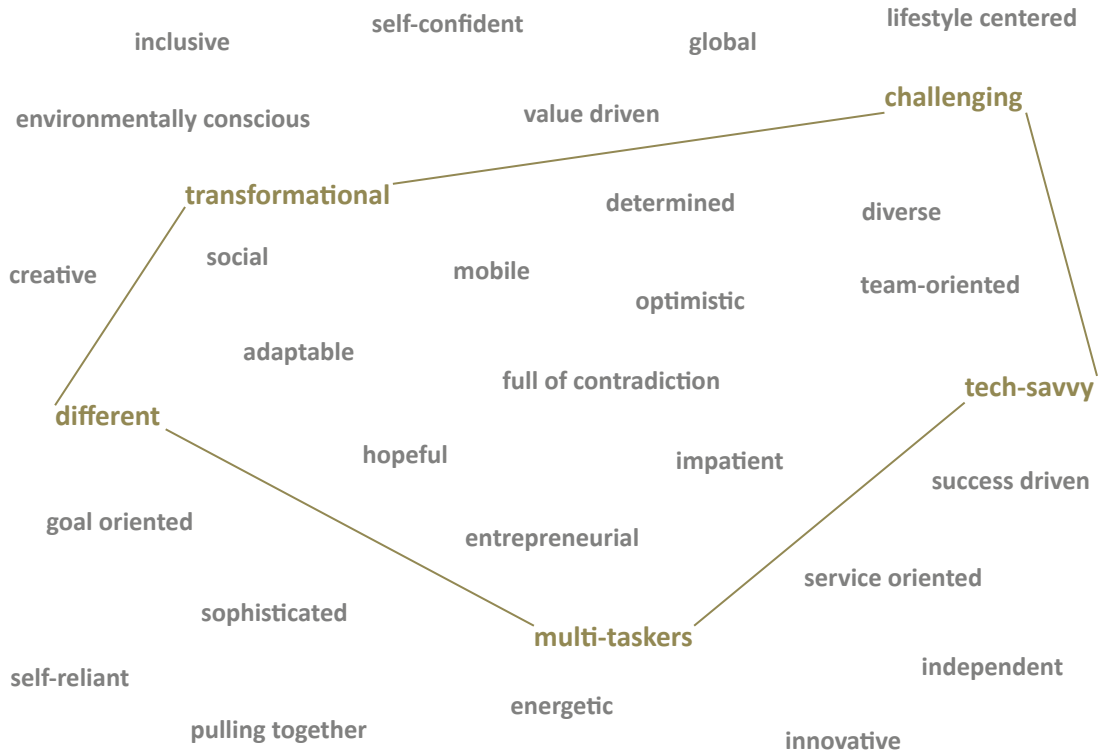 lifestyle centered
self-confident
inclusive
global
challenging
value driven
environmentally conscious
transformational
determined
diverse
social
mobile
creative
team-oriented
optimistic
adaptable
full of contradiction
tech-savvy
different
hopeful
impatient
success driven
goal oriented
entrepreneurial
service oriented
sophisticated
multi-taskers
independent
self-reliant
energetic
pulling together
innovative